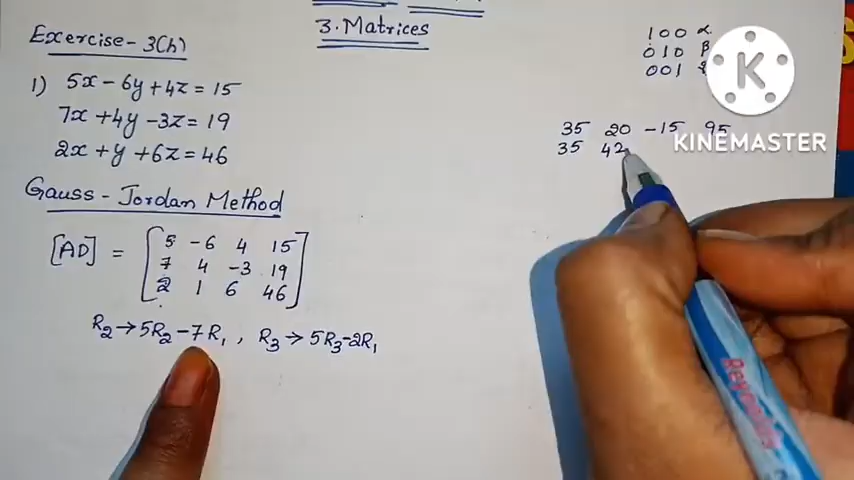 3. Matrices
Exercise-3(h)
1) 5x - 6y + 4z = 15
7x + 4y - 3z = 19
2x + y + 6z = 46
Gauss-Jordan Method
[AD] = [5 -6 4 15
7 4 -3 19
2 1 6 46]
R₂→5R₂-7R₁, R₃→5R₃-2R₁
1 0 0 α
0 1 0 β
0 0 1
K
KINEMASTER
35 20 -15 95
35 42
Reynolds